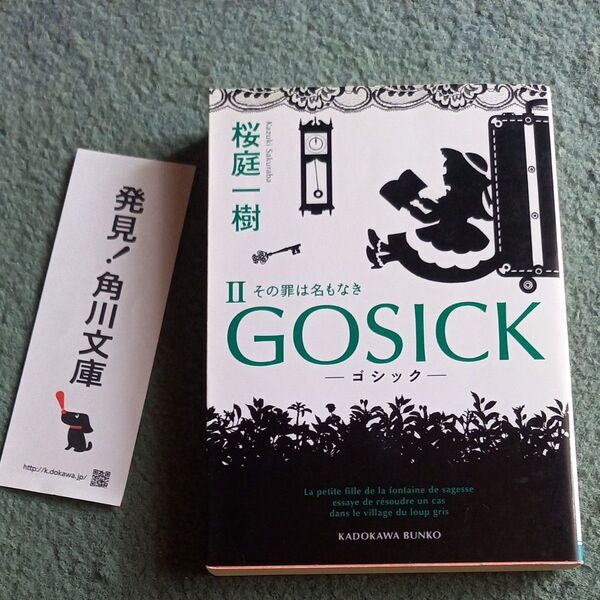 発見！角川文庫
http://k.dokawa.jp/
桜庭一樹
Kazuki Sakuraba
II その罪は名もなき
GOSICK
―ゴシック―
La petite fille de la fontaine de sagesse
essaye de résoudre un cas
dans le village du loup gris
KADOKAWA BUNKO